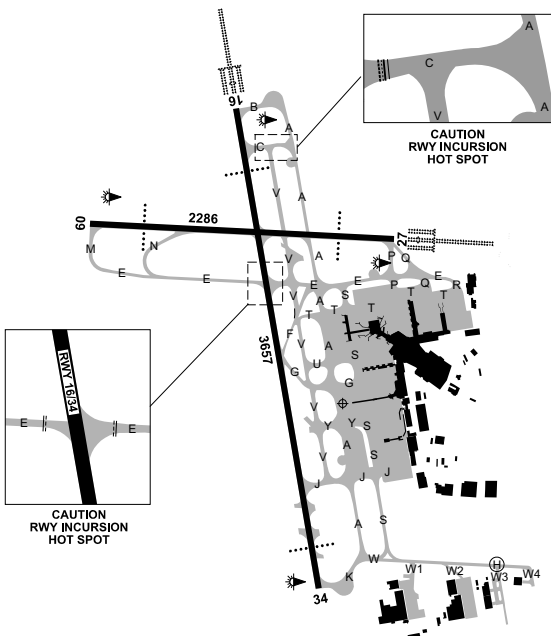 A
C
V
A
CAUTION
RWY INCURSION
HOT SPOT
16
B
A
C
V
A
09
2286
27
M
N
E
E
V
A
P
Q
E
S
E
P
T
Q
E
R
T
V
A
T
T
T
F
V
A
S
3657
G
U
G
V
Y
Y
S
V
A
S
J
J
J
A
S
W
K
34
W1
W2
H
W3
W4
RWY 16/34
E
E
CAUTION
RWY INCURSION
HOT SPOT